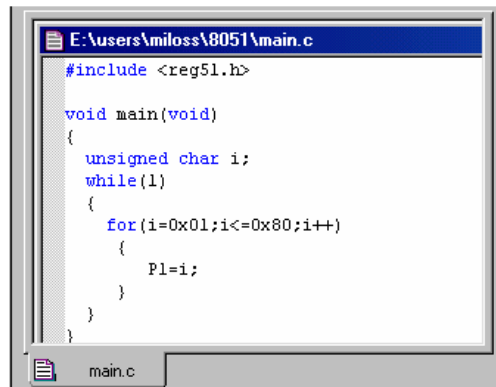 E:\users\miloss\8051\main.c
#include <reg51.h>
void main(void)
{
unsigned char i;
while(1)
{
for(i=0x01;i<=0x80;i++)
{
P1=i;
}
}
}
main.c